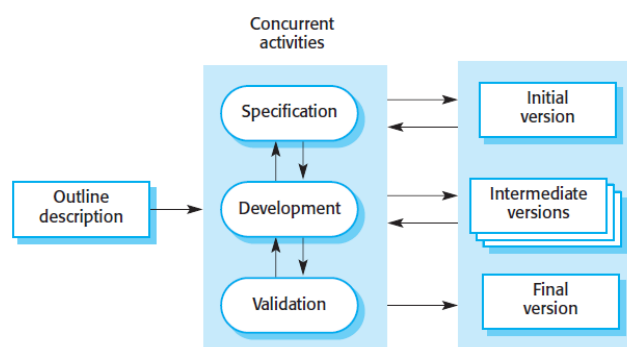 Concurrent
activities
Specification
Initial
version
Outline
description
Development
Intermediate
versions
Validation
Final
version